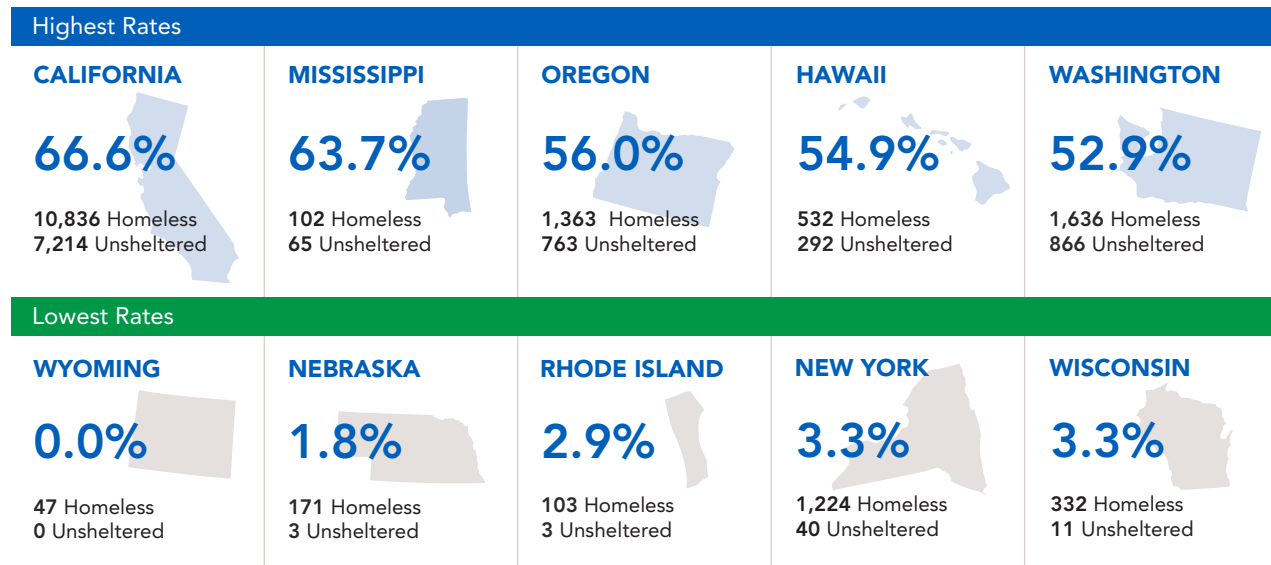 Highest Rates
CALIFORNIA
66.6%
10,836 Homeless
7,214 Unsheltered
MISSISSIPPI
63.7%
102 Homeless
65 Unsheltered
OREGON
56.0%
1,363 Homeless
763 Unsheltered
HAWAII
54.9%
532 Homeless
292 Unsheltered
WASHINGTON
52.9%
1,636 Homeless
866 Unsheltered
Lowest Rates
WYOMING
0.0%
47 Homeless
0 Unsheltered
NEBRASKA
1.8%
171 Homeless
3 Unsheltered
RHODE ISLAND
2.9%
103 Homeless
3 Unsheltered
NEW YORK
3.3%
1,224 Homeless
40 Unsheltered
WISCONSIN
3.3%
332 Homeless
11 Unsheltered